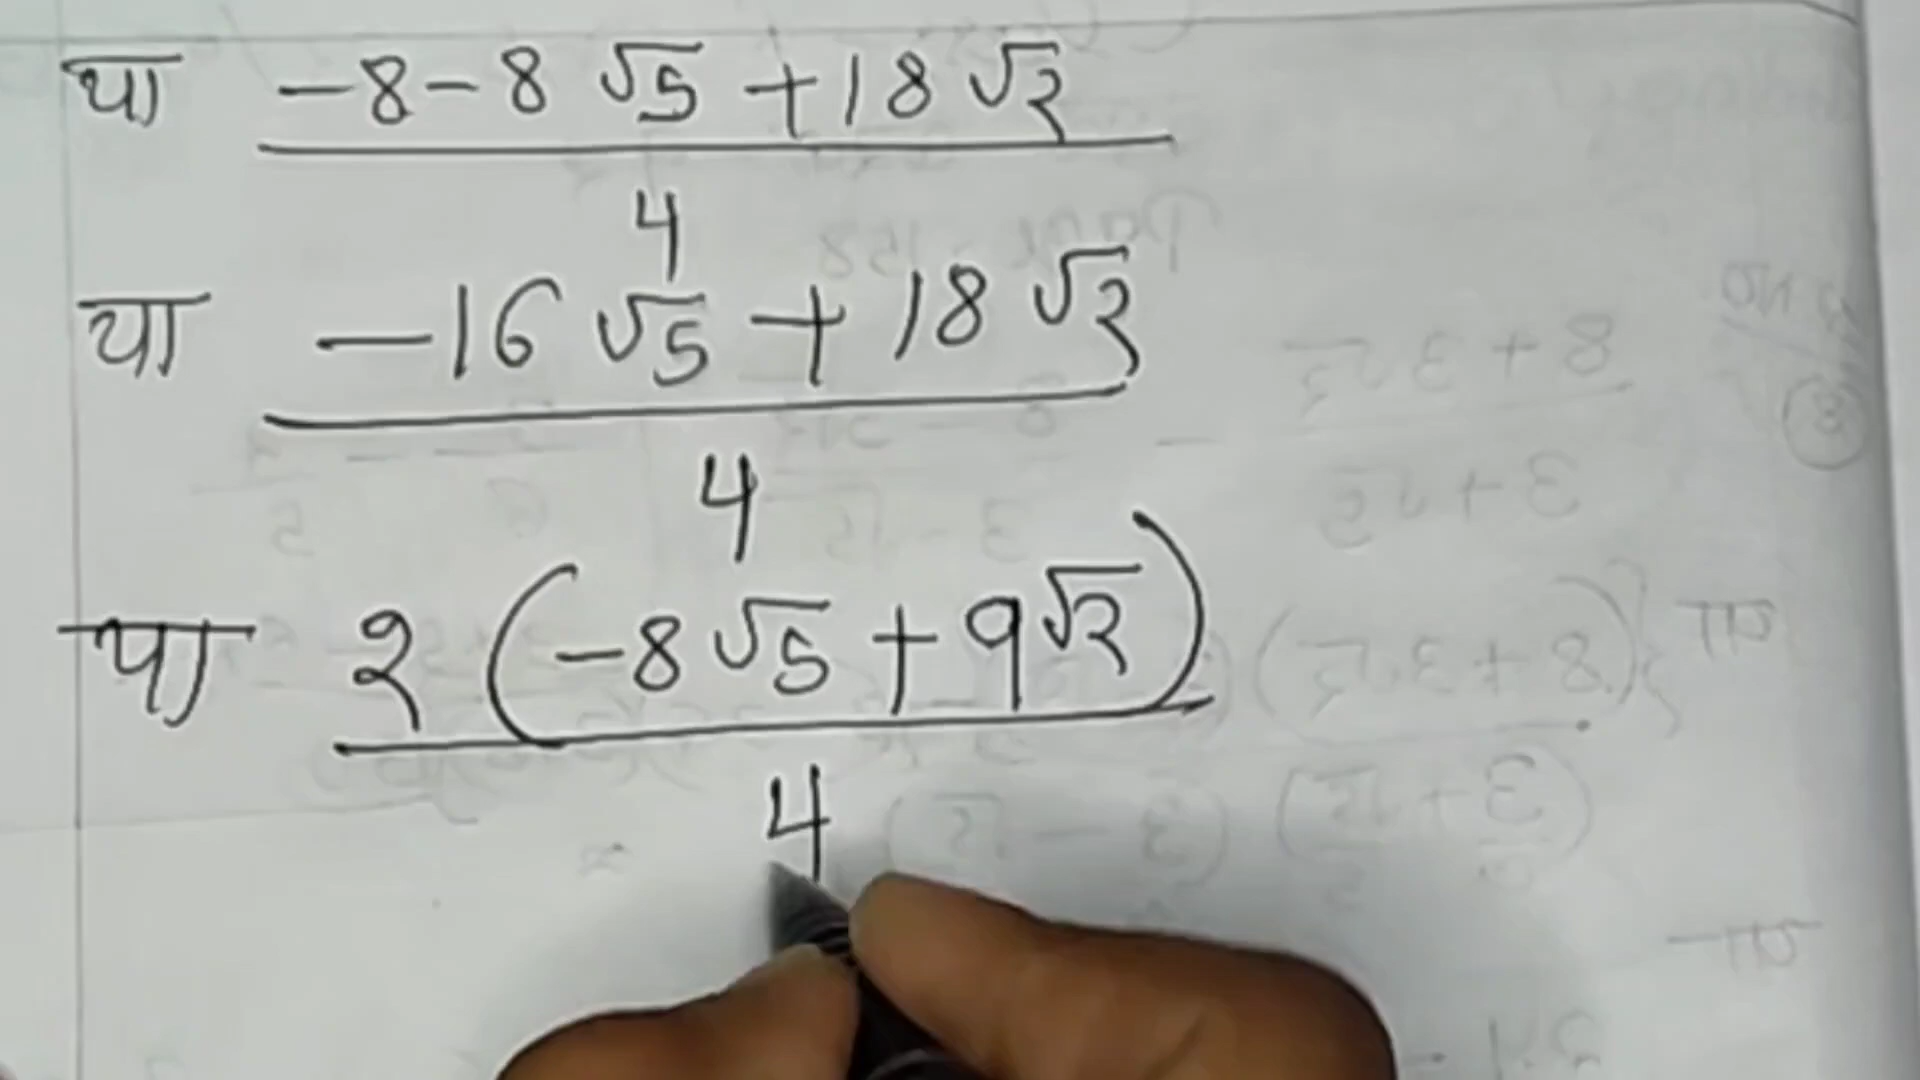 या -8-8 √5 +18 √2
4
या -16 √5 + 18 √2
4
या 2 (-8 √5 + 9 √2)
4